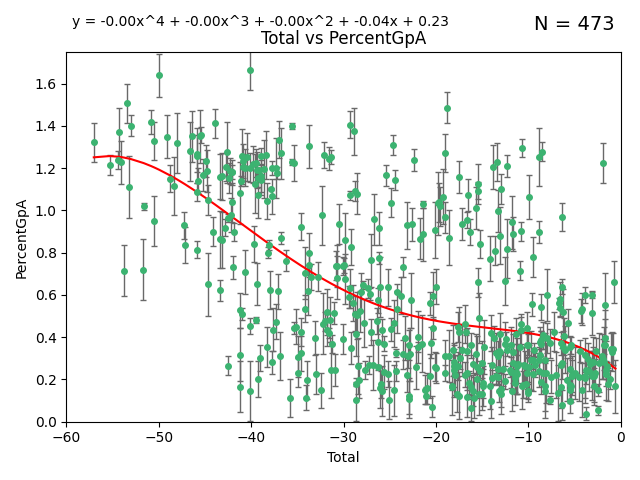 y = -0.00x^4 + -0.00x^3 + -0.00x^2 + -0.04x + 0.23
N = 473
Total vs PercentGpA
PercentGpA
1.6
1.4
1.2
1.0
0.8
0.6
0.4
0.2
0.0
−60 −50 −40 −30 −20 −10 0
Total